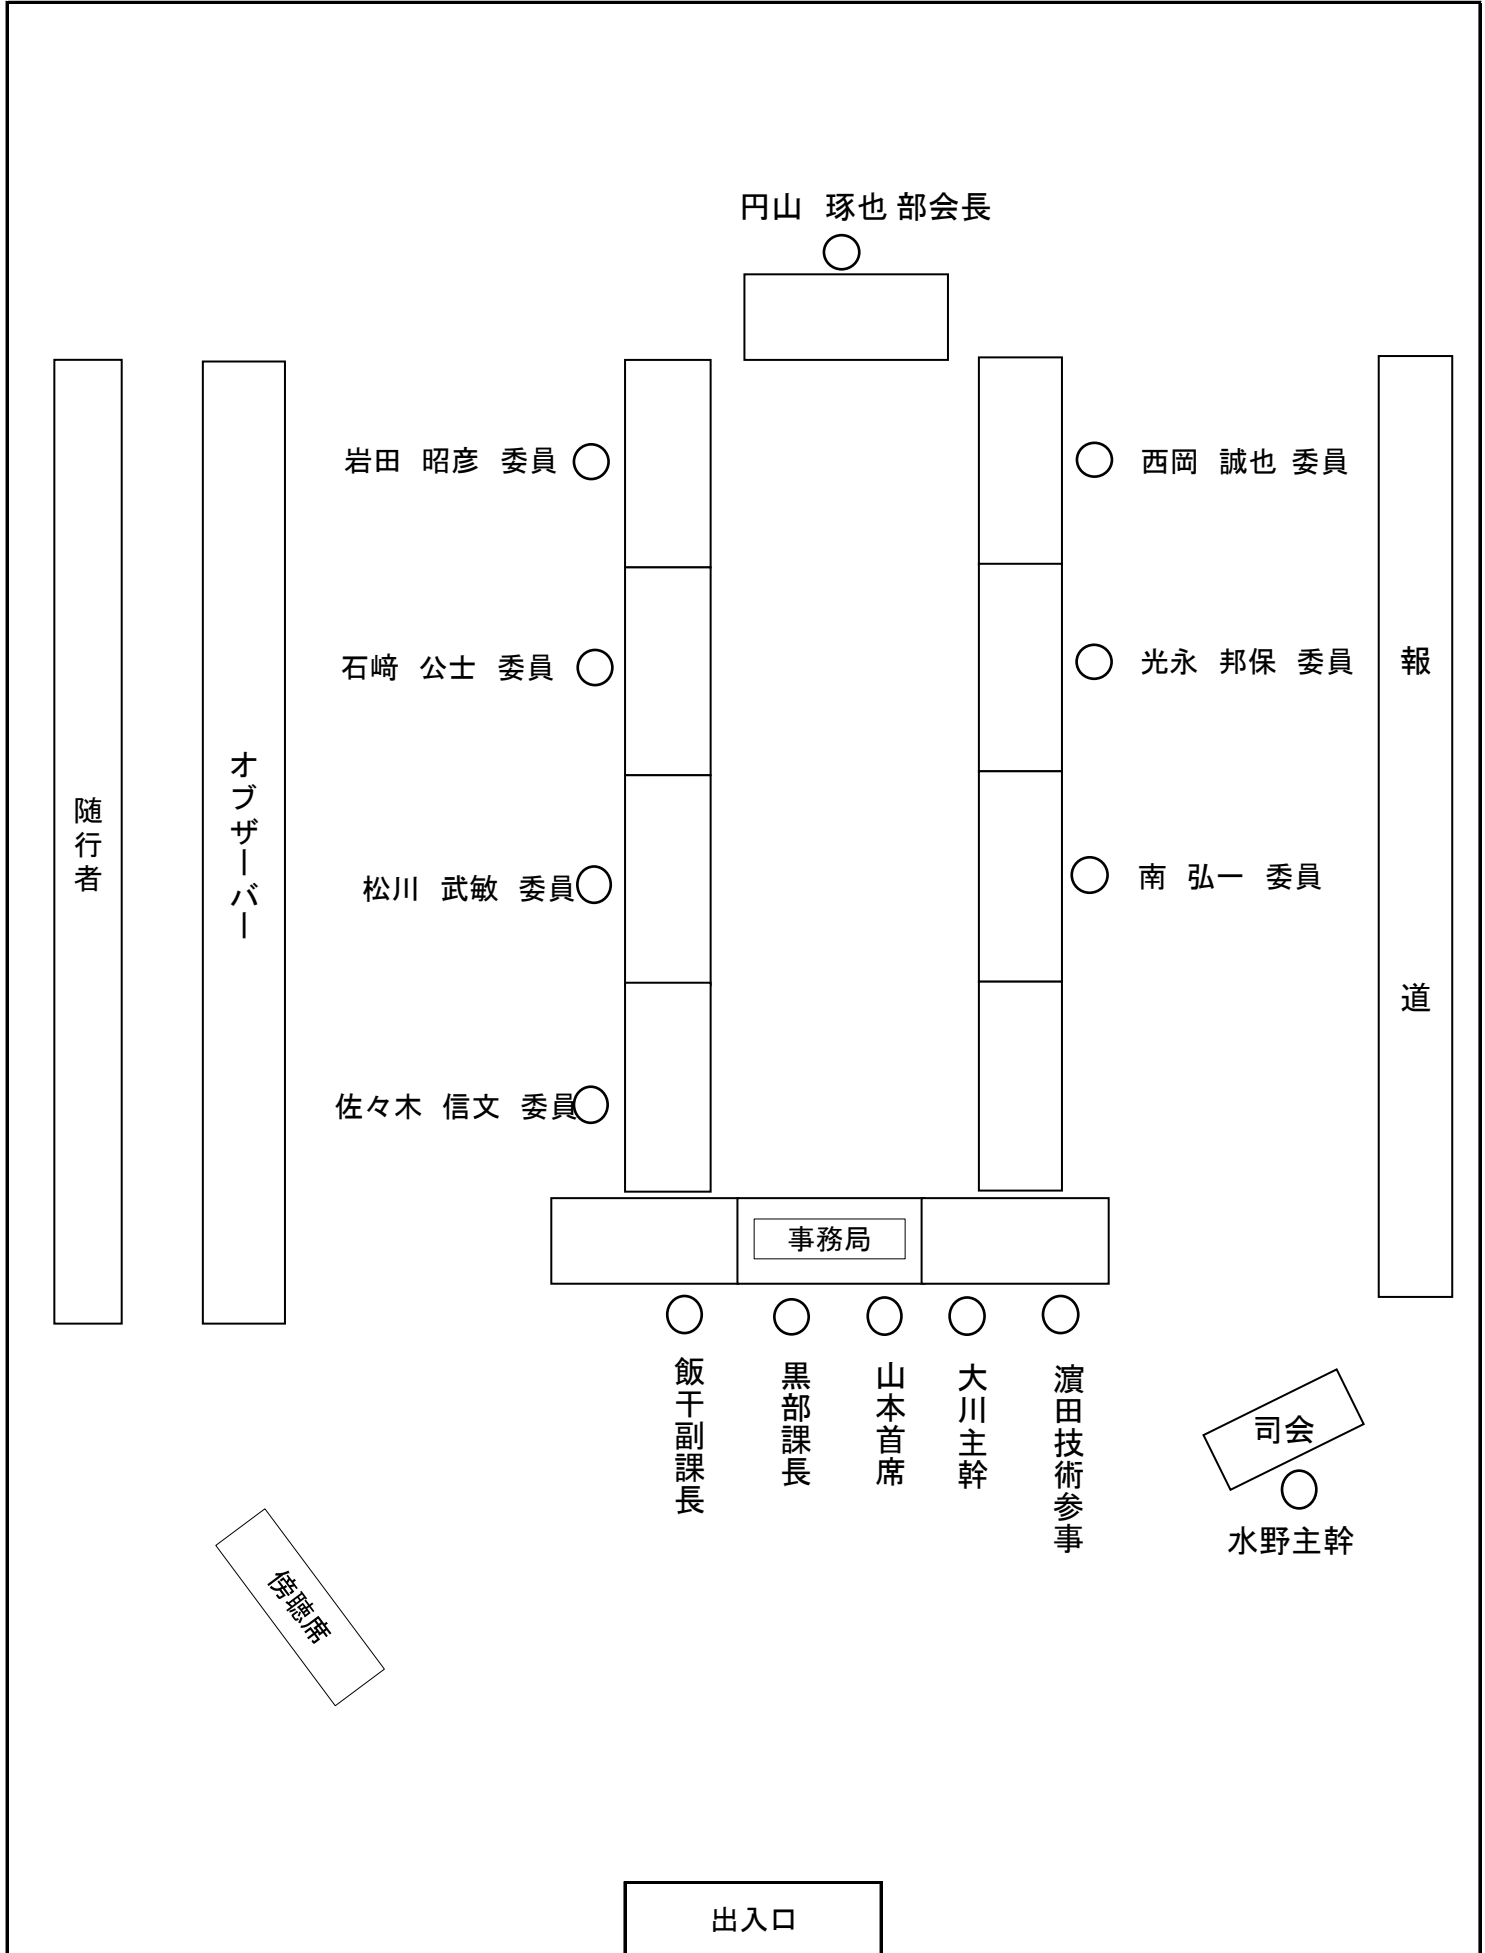 円山　琢也 部会長
岩田　昭彦　委員
西岡　誠也 委員
石﨑　公士　委員
光永　邦保　委員
松川　武敏　委員
南　弘一　委員
佐々木　信文　委員
随行者
オブザーバー
報道
事務局
飯干副課長
黒部課長
山本首席
大川主幹
濵田技術参事
司会
水野主幹
傍聴席
出入口